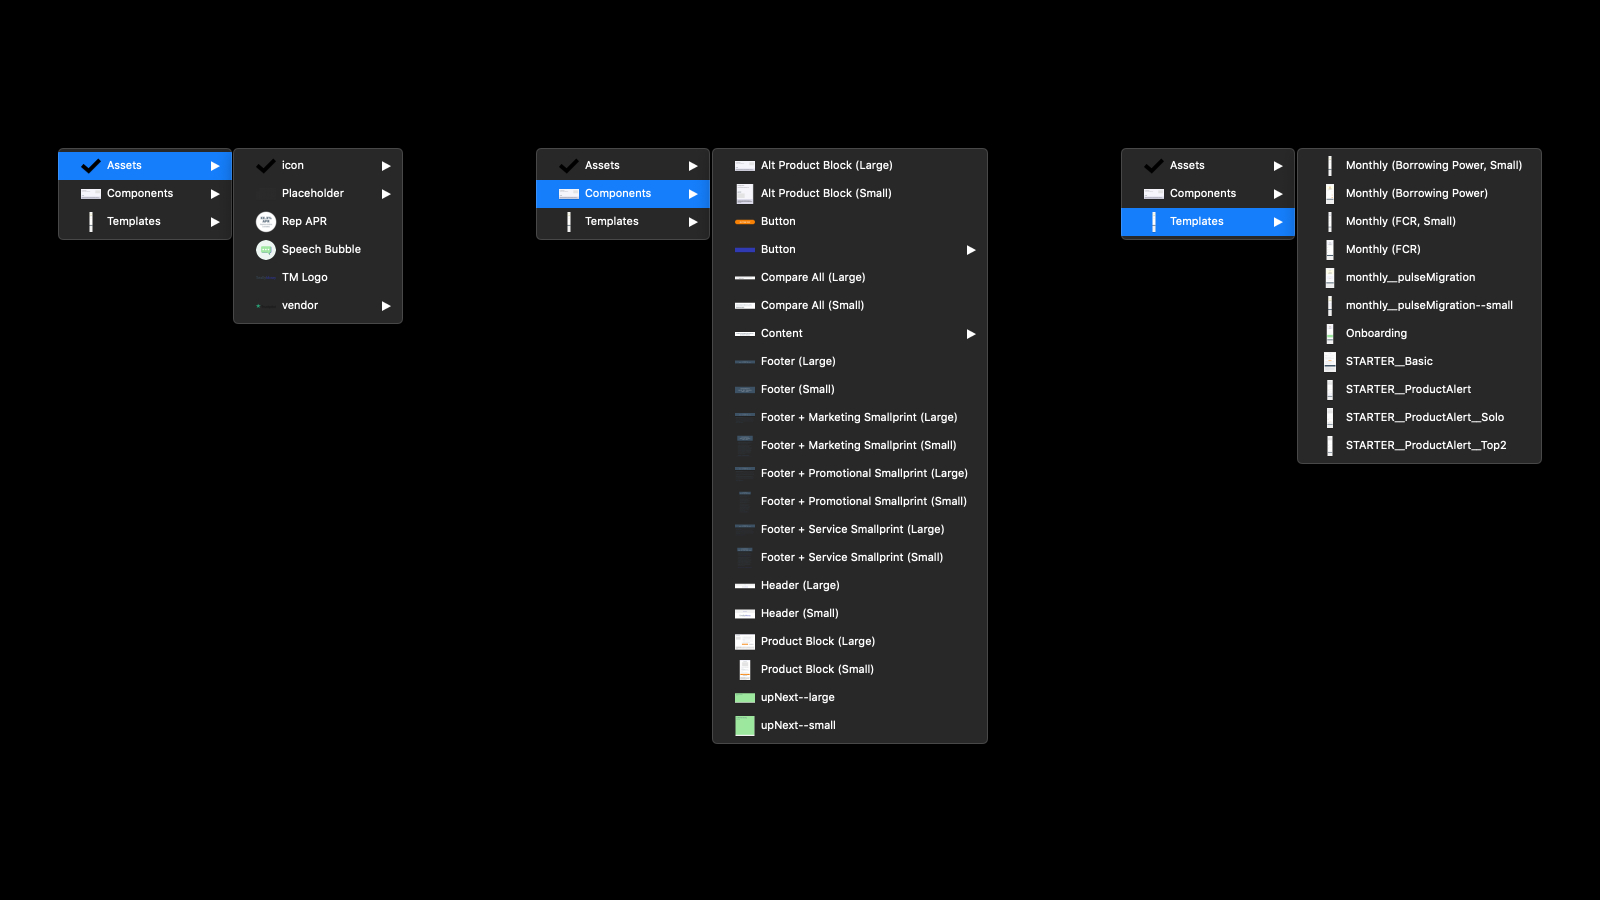 Assets
Components
Templates
icon
Placeholder
Rep APR
Speech Bubble
TM Logo
vendor
Assets
Components
Templates
Alt Product Block (Large)
Alt Product Block (Small)
Button
Button
Compare All (Large)
Compare All (Small)
Content
Footer (Large)
Footer (Small)
Footer + Marketing Smallprint (Large)
Footer + Marketing Smallprint (Small)
Footer + Promotional Smallprint (Large)
Footer + Promotional Smallprint (Small)
Footer + Service Smallprint (Large)
Footer + Service Smallprint (Small)
Header (Large)
Header (Small)
Product Block (Large)
Product Block (Small)
upNext--large
upNext--small
Assets
Components
Templates
Monthly (Borrowing Power, Small)
Monthly (Borrowing Power)
Monthly (FCR, Small)
Monthly (FCR)
monthly__pulseMigration
monthly__pulseMigration--small
Onboarding
STARTER__Basic
STARTER__ProductAlert
STARTER__ProductAlert__Solo
STARTER__ProductAlert__Top2